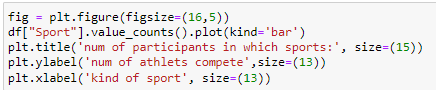 fig = plt.figure(figsize=(16,5))
df["Sport"].value_counts().plot(kind='bar')
plt.title('num of participants in which sports:', size=(15))
plt.ylabel('num of athlets compete',size=(13))
plt.xlabel('kind of sport', size=(13))